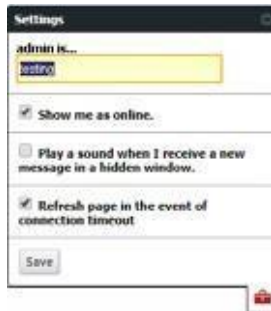 Settings
admin is...
testing
Show me as online.
Play a sound when I receive a new
message in a hidden window.
Refresh page in the event of
connection timeout
Save